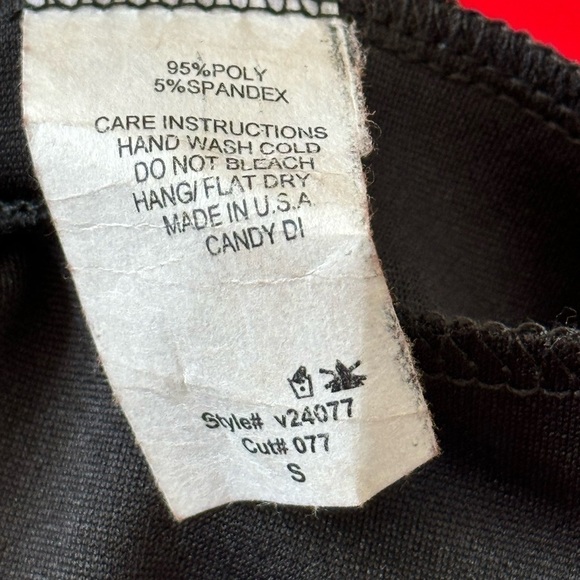 95%POLY
5%SPANDEX
CARE INSTRUCTIONS
HAND WASH COLD
DO NOT BLEACH
HANG/ FLAT DRY
MADE IN U.S.A
CANDY DI
Style# v24077
Cut# 077
S